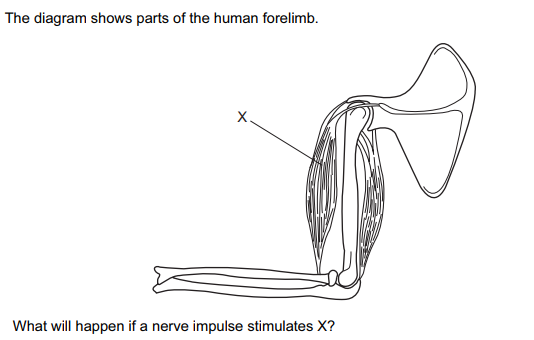 The diagram shows parts of the human forelimb.
X
What will happen if a nerve impulse stimulates X?